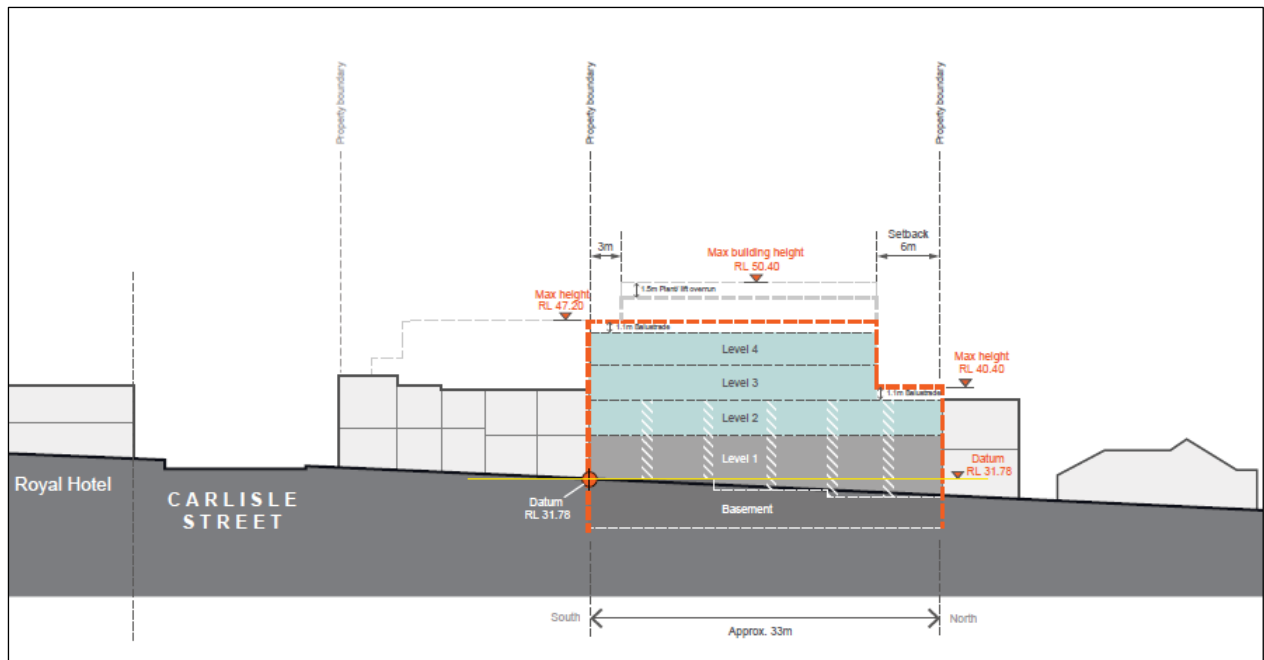 Property boundary
Property boundary
Property boundary
3m
Setback
6m
Max building height
RL 50.40
1.5m Plant/ lift overrun
Max height
RL 47.20
1.1m Balustrade
Level 4
Max height
RL 40.40
Level 3
1.1m Balustrade
Level 2
Level 1
Datum
RL 31.78
Royal Hotel
CARLISLE
STREET
Datum
RL 31.78
Basement
South
North
Approx. 33m